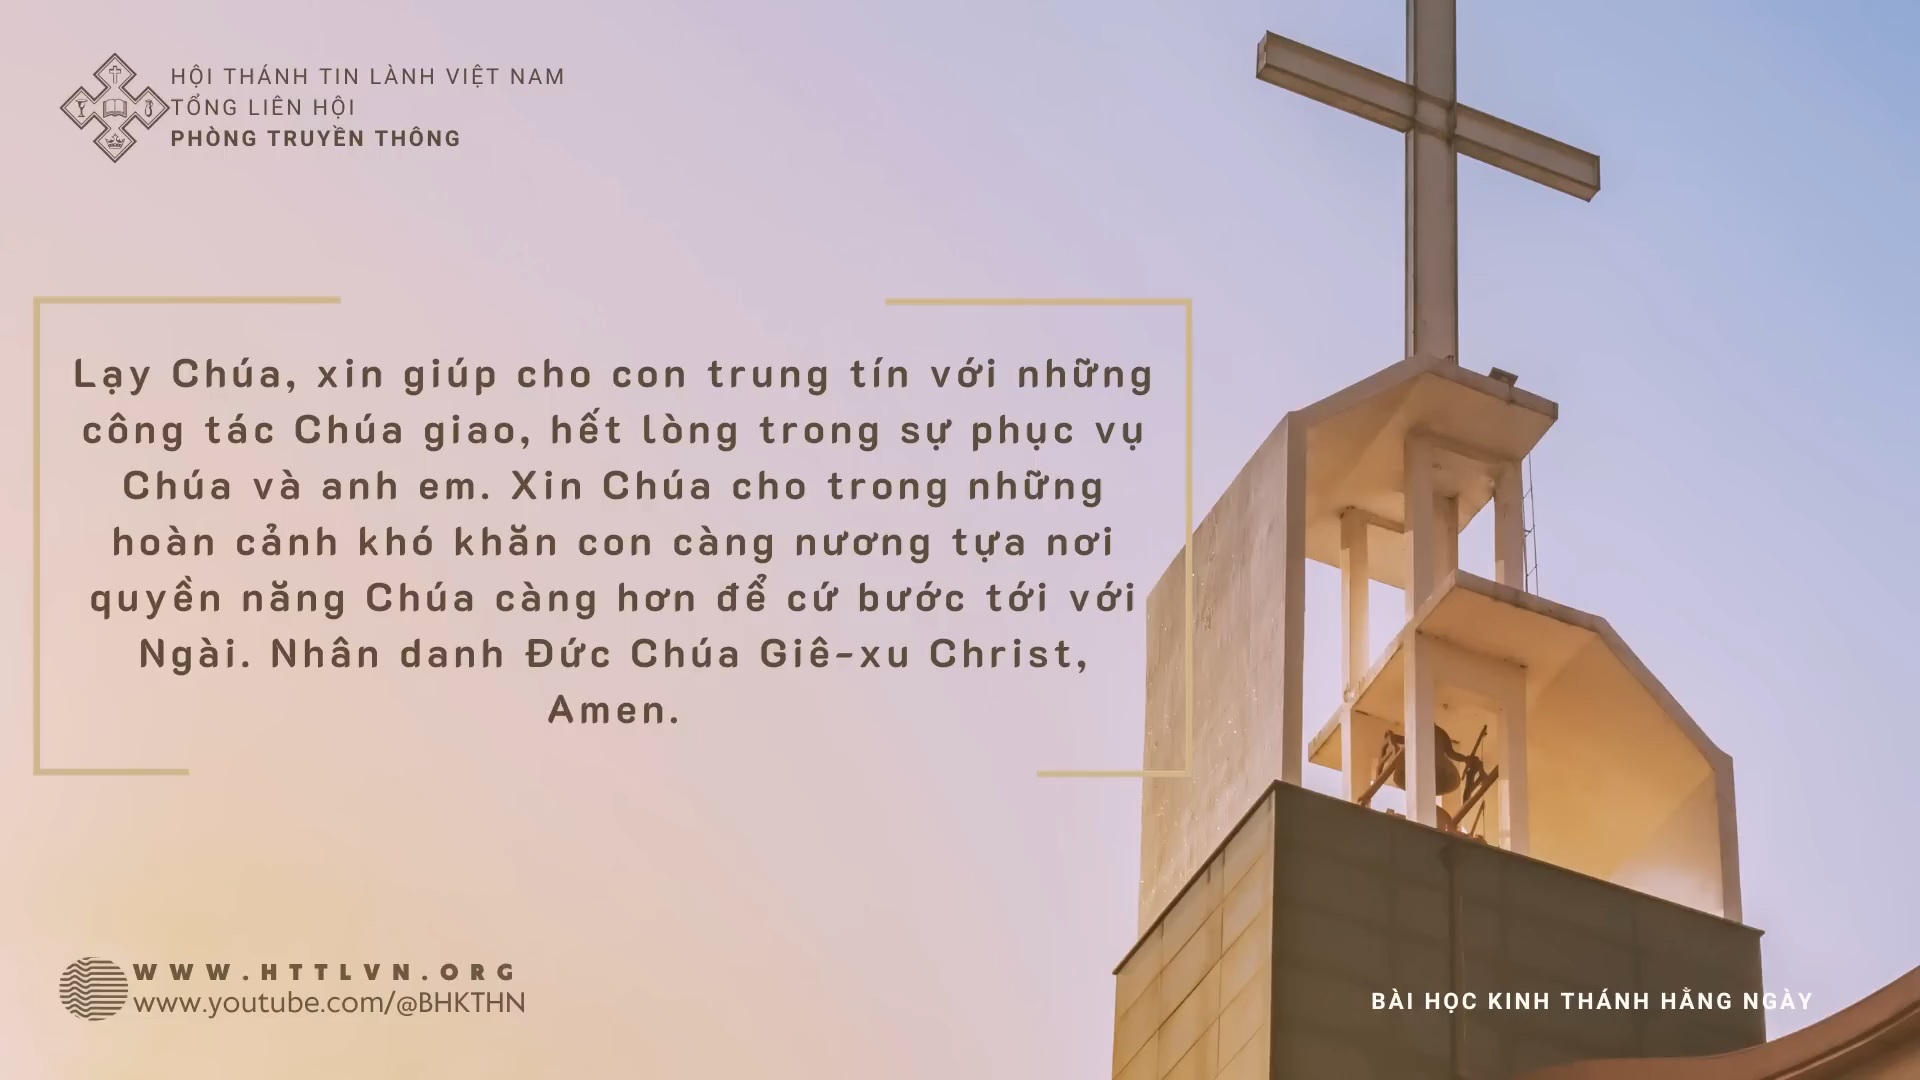 HỘI THÁNH TIN LÀNH VIỆT NAM
TỔNG LIÊN HỘI
PHÒNG TRUYỀN THÔNG
Lạy Chúa, xin giúp cho con trung tín với những
công tác Chúa giao, hết lòng trong sự phục vụ
Chúa và anh em. Xin Chúa cho trong những
hoàn cảnh khó khăn con càng nương tựa nơi
quyền năng Chúa càng hơn để cứ bước tới với
Ngài. Nhân danh Đức Chúa Giê-xu Christ,
Amen.
WWW.HTTLVN.ORG
www.youtube.com/@BHKTHN
BÀI HỌC KINH THÁNH HẰNG NGÀY